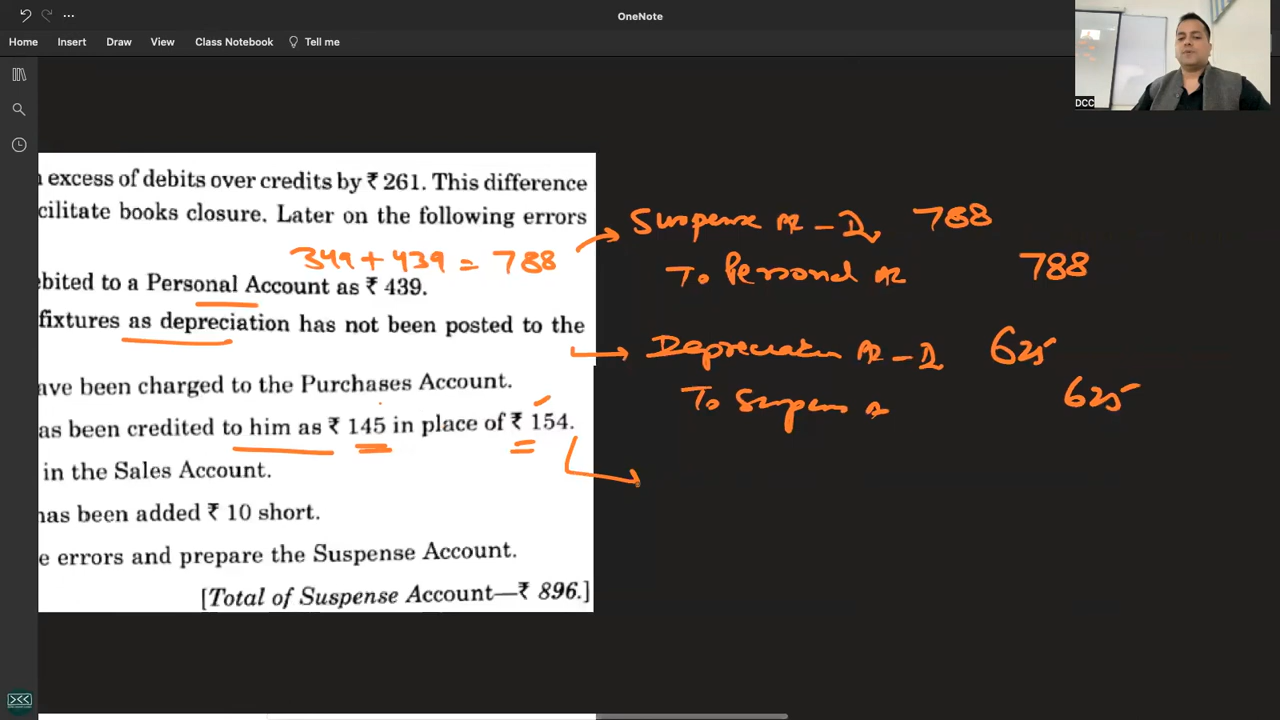 OneNote
Home Insert Draw View Class Notebook Tell me
DCC
excess of debits over credits by ₹ 261. This difference
cilitate books closure. Later on the following errors
349 + 439 = 788
bited to a Personal Account as ₹ 439.
fixtures as depreciation has not been posted to the
ave been charged to the Purchases Account.
as been credited to him as ₹ 145 in place of ₹ 154.
in the Sales Account.
has been added ₹ 10 short.
e errors and prepare the Suspense Account.
[Total of Suspense Account—₹ 896.]
Suspense A/c - Dr 788
To Personal A/c 788
Depreciation A/c - D 625
To Suspens A 625
DCC